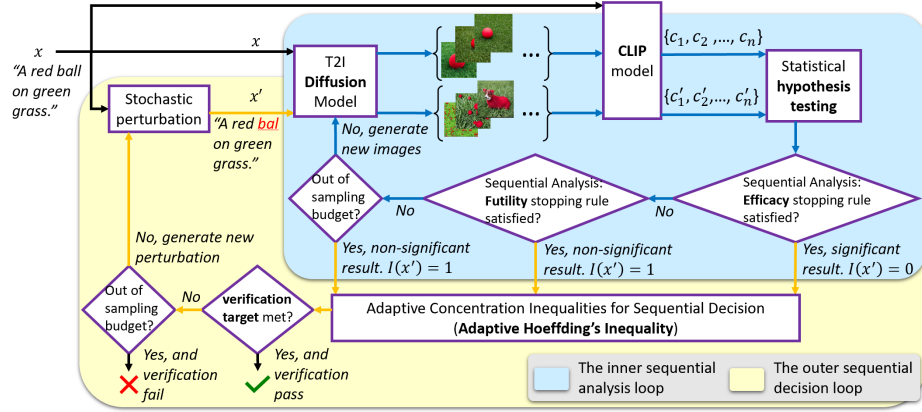 x
x
"A red ball
on green
grass."
Stochastic
perturbation
x′
"A red bal
on green
grass."
T2I
Diffusion
Model
...
...
CLIP
model
{c₁, c₂ ,..., cₙ}
{c′₁, c′₂,..., c′ₙ}
Statistical
hypothesis
testing
No, generate
new images
Out of
sampling
budget?
No
Sequential Analysis:
Futility stopping rule
satisfied?
No
Sequential Analysis:
Efficacy stopping rule
satisfied?
Yes, non-significant
result. I(x′) = 1
Yes, non-significant
result. I(x′) = 1
Yes, significant
result. I(x′) = 0
No, generate new
perturbation
Out of
sampling
budget?
No
verification
target met?
Adaptive Concentration Inequalities for Sequential Decision
(Adaptive Hoeffding's Inequality)
Yes, and
verification
fail
Yes, and
verification
pass
The inner sequential
analysis loop
The outer sequential
decision loop